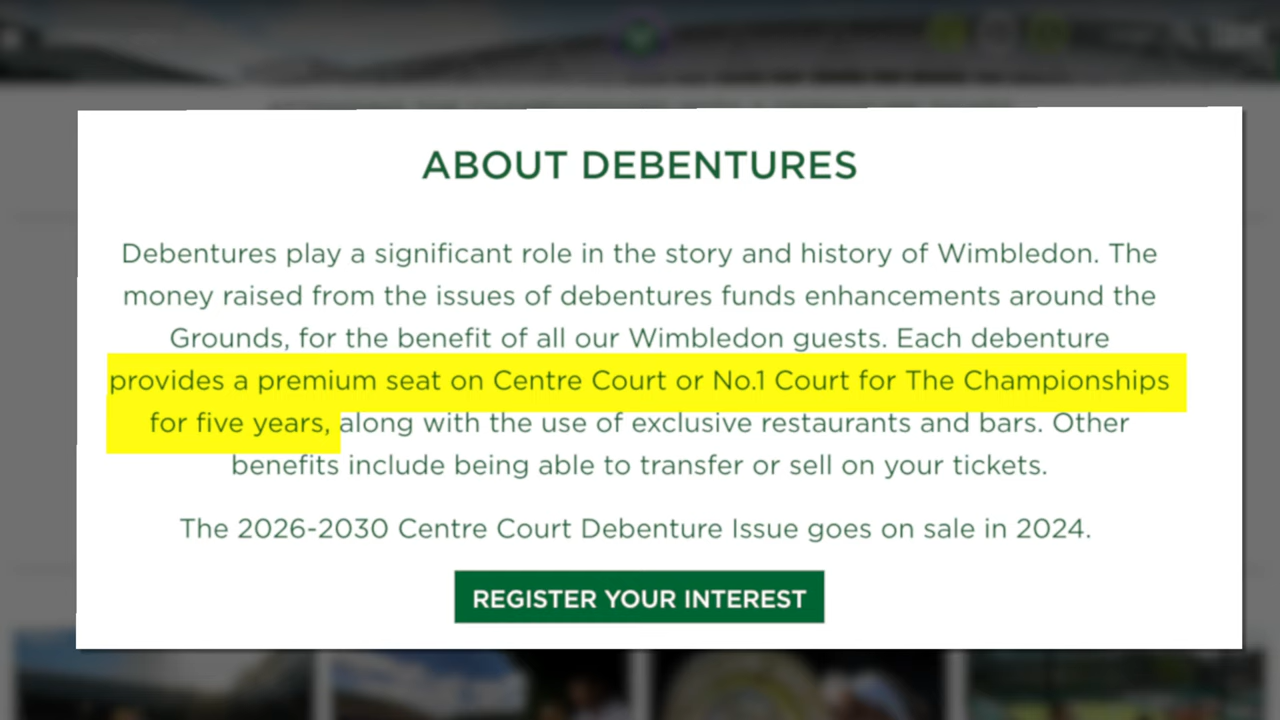 ABOUT DEBENTURES
Debentures play a significant role in the story and history of Wimbledon. The
money raised from the issues of debentures funds enhancements around the
Grounds, for the benefit of all our Wimbledon guests. Each debenture
provides a premium seat on Centre Court or No.1 Court for The Championships
for five years, along with the use of exclusive restaurants and bars. Other
benefits include being able to transfer or sell on your tickets.
The 2026-2030 Centre Court Debenture Issue goes on sale in 2024.
REGISTER YOUR INTEREST